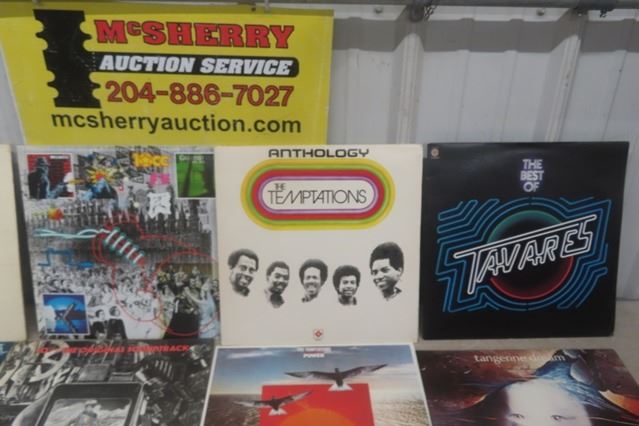 McSHERRY
AUCTION SERVICE
204-886-7027
mcsherryauction.com
10CC
ANTHOLOGY
THE
TEMPTATIONS
THE
BEST
OF
TAVARES
THE ORIGINAL SOUNDTRACK
THE TEMPTATIONS
POWER
tangerine dream